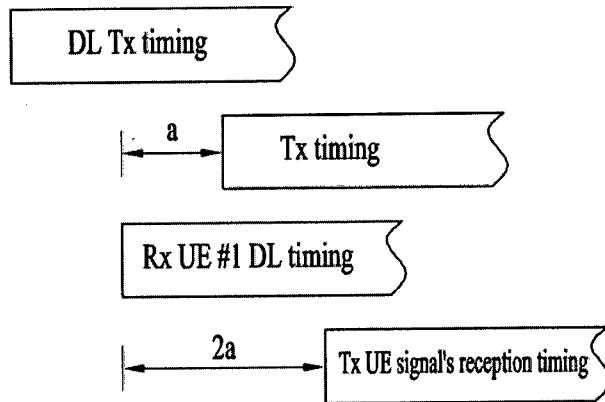 DL Tx timing
a
Tx timing
Rx UE #1 DL timing
2a
Tx UE signal's reception timing